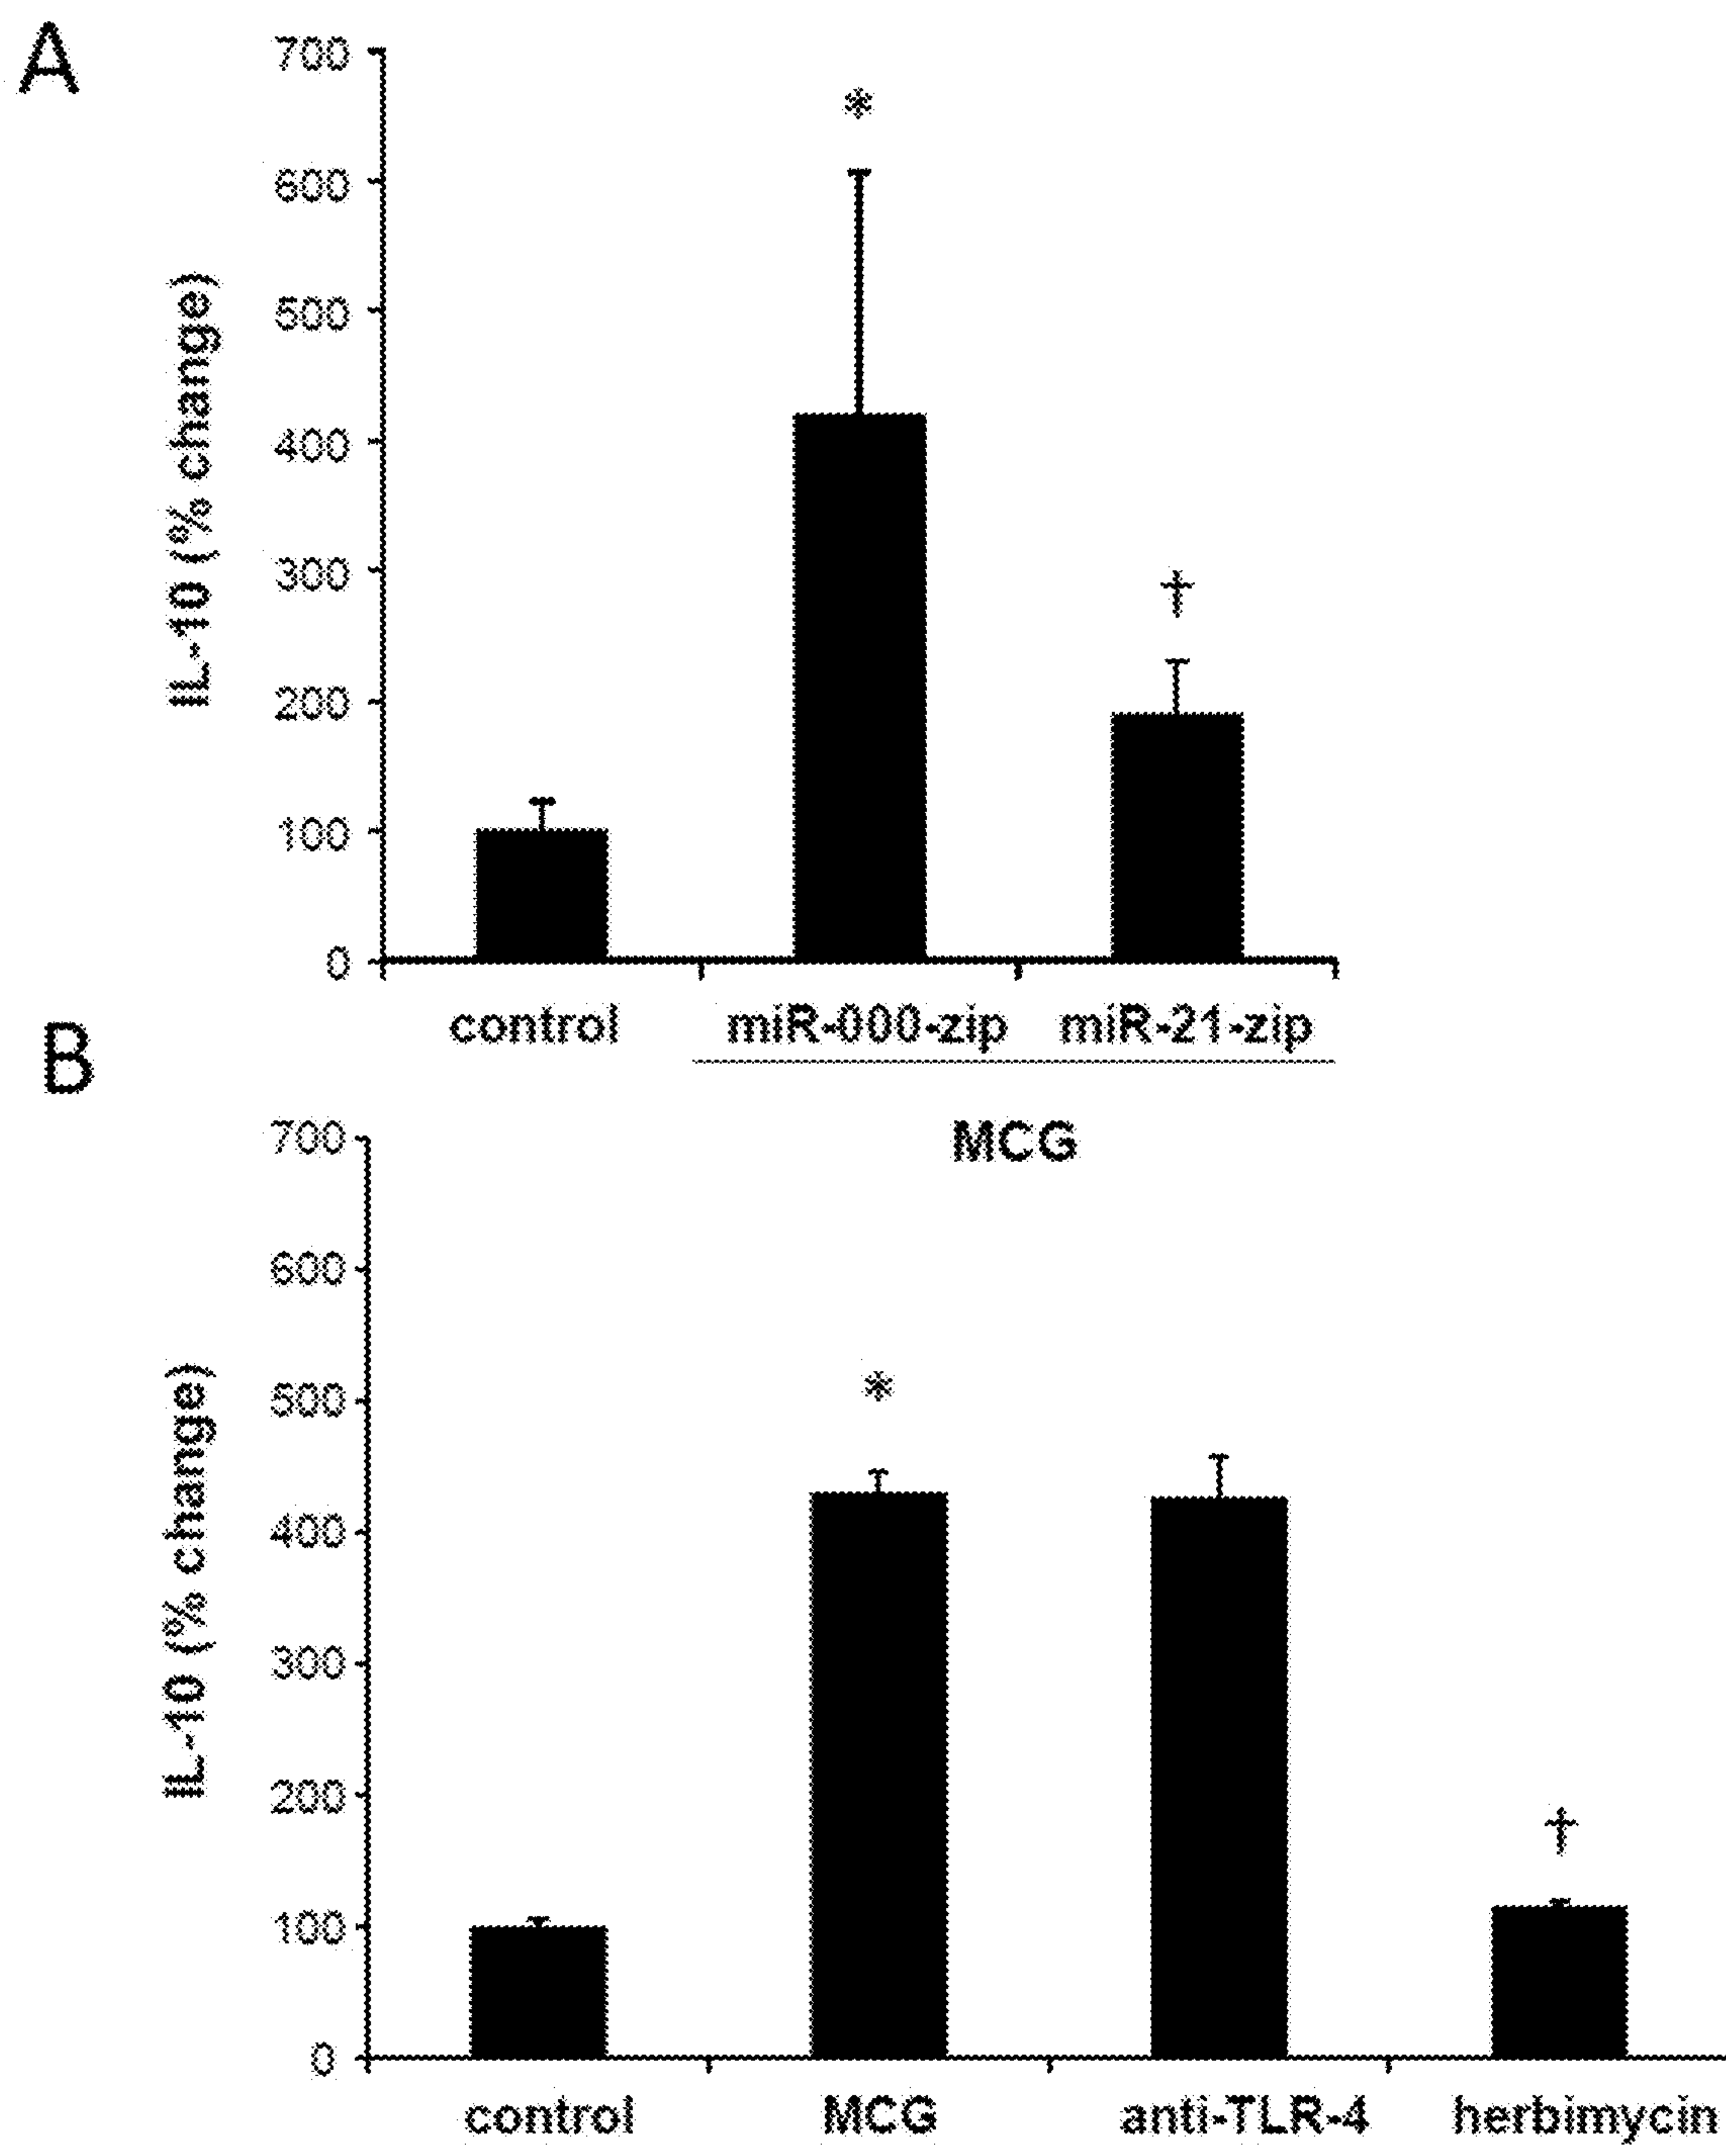 A
700
*
600
500
400
300
†
200
100
0
IL-10 (% change)
control miR-000-zip miR-21-zip
MCG
B
700
600
500
*
400
300
200
†
100
0
IL-10 (% change)
control MCG anti-TLR-4 herbimycin